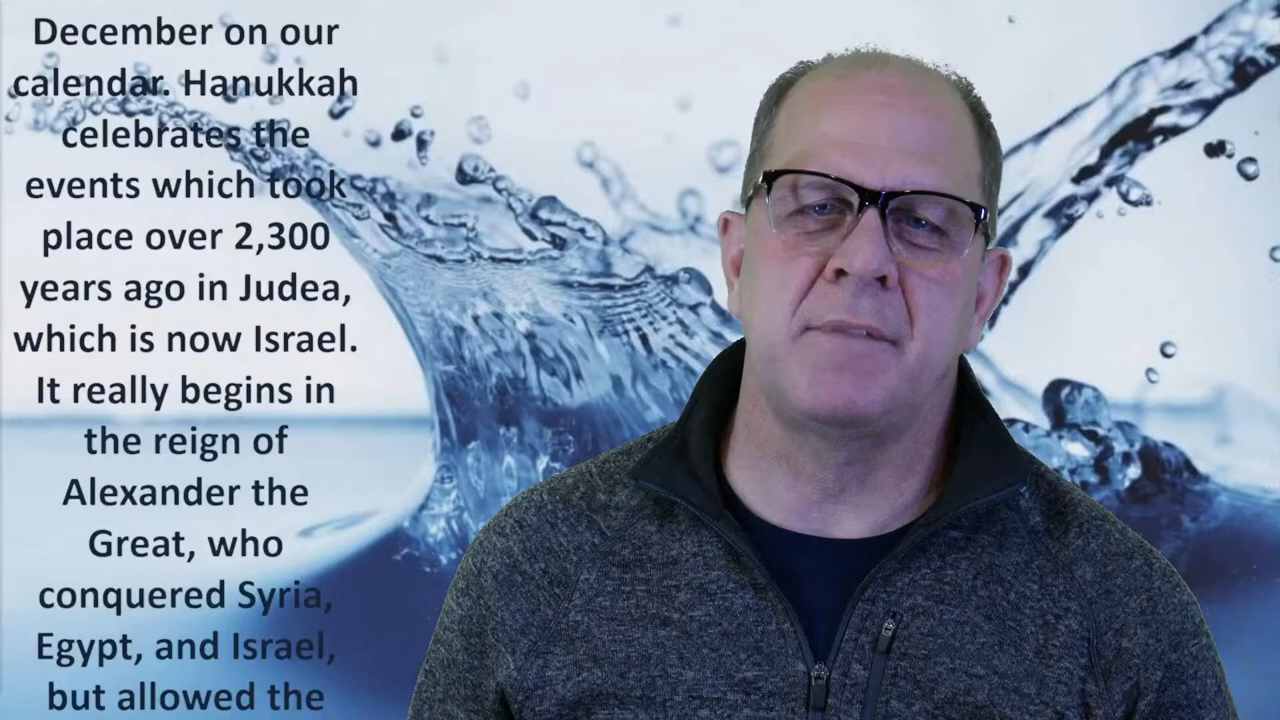 December on our
calendar. Hanukkah
celebrates the
events which took
place over 2,300
years ago in Judea,
which is now Israel.
It really begins in
the reign of
Alexander the
Great, who
conquered Syria,
Egypt, and Israel,
but allowed the